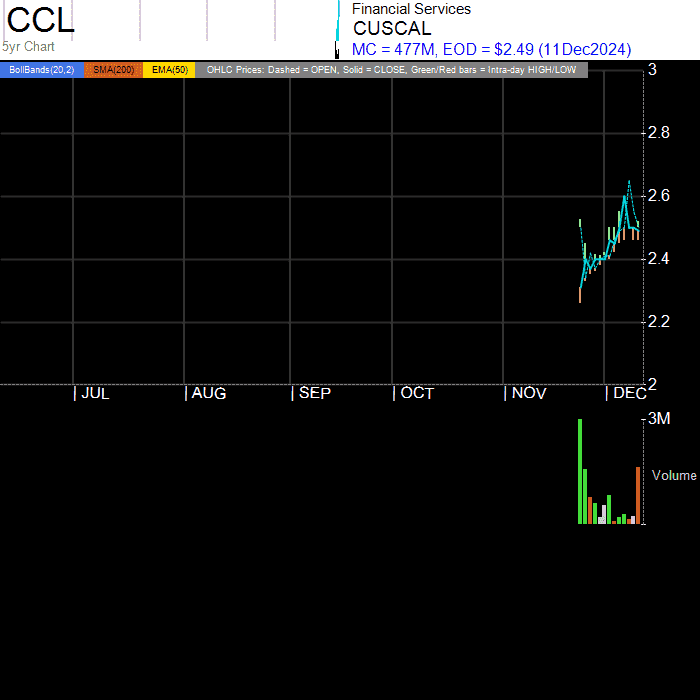 CCL
5yr Chart
Financial Services
CUSCAL
MC = 477M, EOD = $2.49 (11Dec2024)
BollBands(20,2) SMA(200) EMA(50) OHLC Prices: Dashed = OPEN, Solid = CLOSE, Green/Red bars = Intra-day HIGH/LOW
3
2.8
2.6
2.4
2.2
2
| JUL | AUG | SEP | OCT | NOV | DEC
3M
Volume